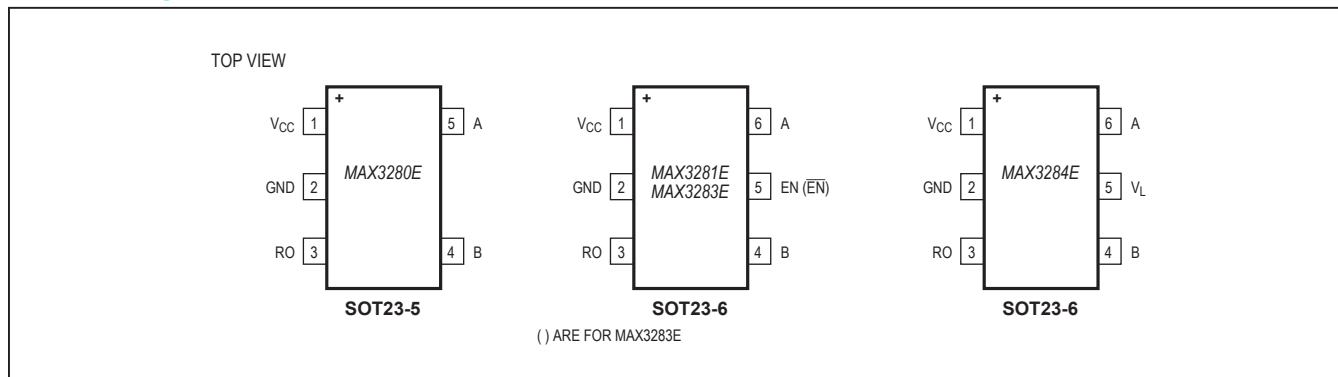 TOP VIEW
+
VCC 1
5 A
MAX3280E
GND 2
RO 3
4 B
SOT23-5
+
VCC 1
6 A
MAX3281E
MAX3283E
GND 2
5 EN (E̅N̅)
RO 3
4 B
SOT23-6
( ) ARE FOR MAX3283E
+
VCC 1
6 A
MAX3284E
GND 2
5 VL
RO 3
4 B
SOT23-6